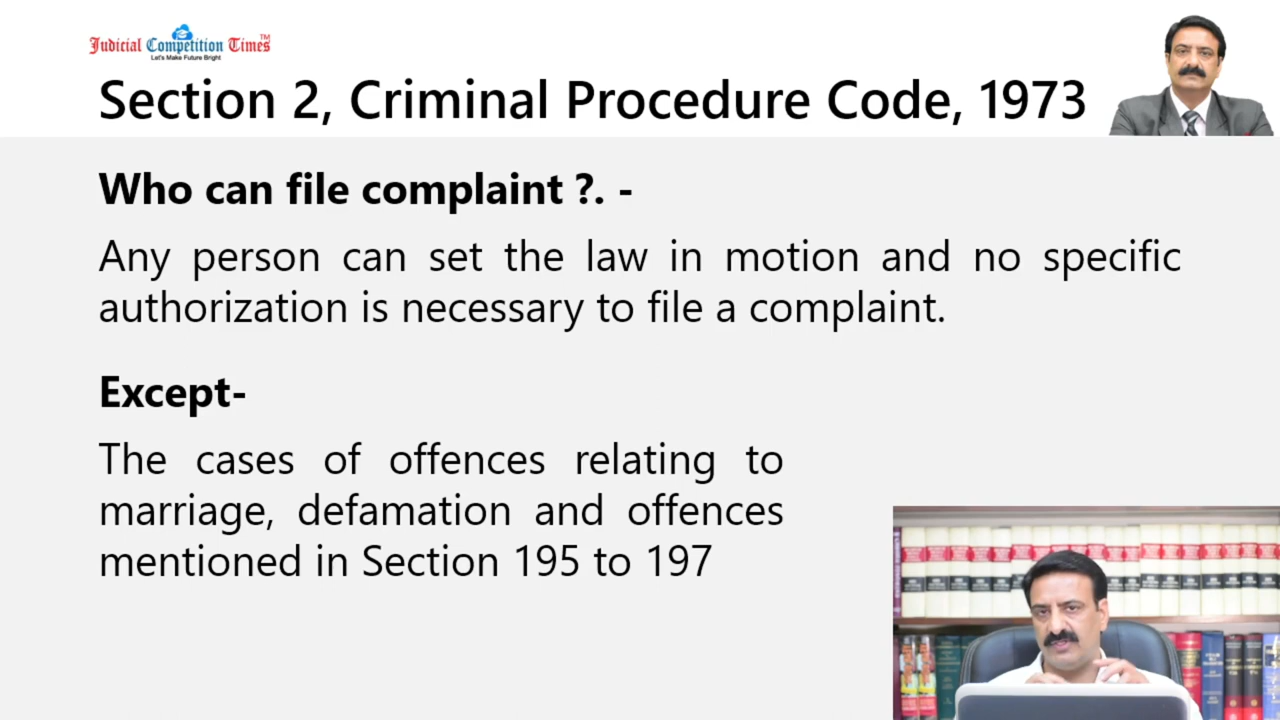 Judicial Competition Times™
Let's Make Future Bright
Section 2, Criminal Procedure Code, 1973
Who can file complaint ?. -
Any person can set the law in motion and no specific
authorization is necessary to file a complaint.
Except-
The cases of offences relating to
marriage, defamation and offences
mentioned in Section 195 to 197